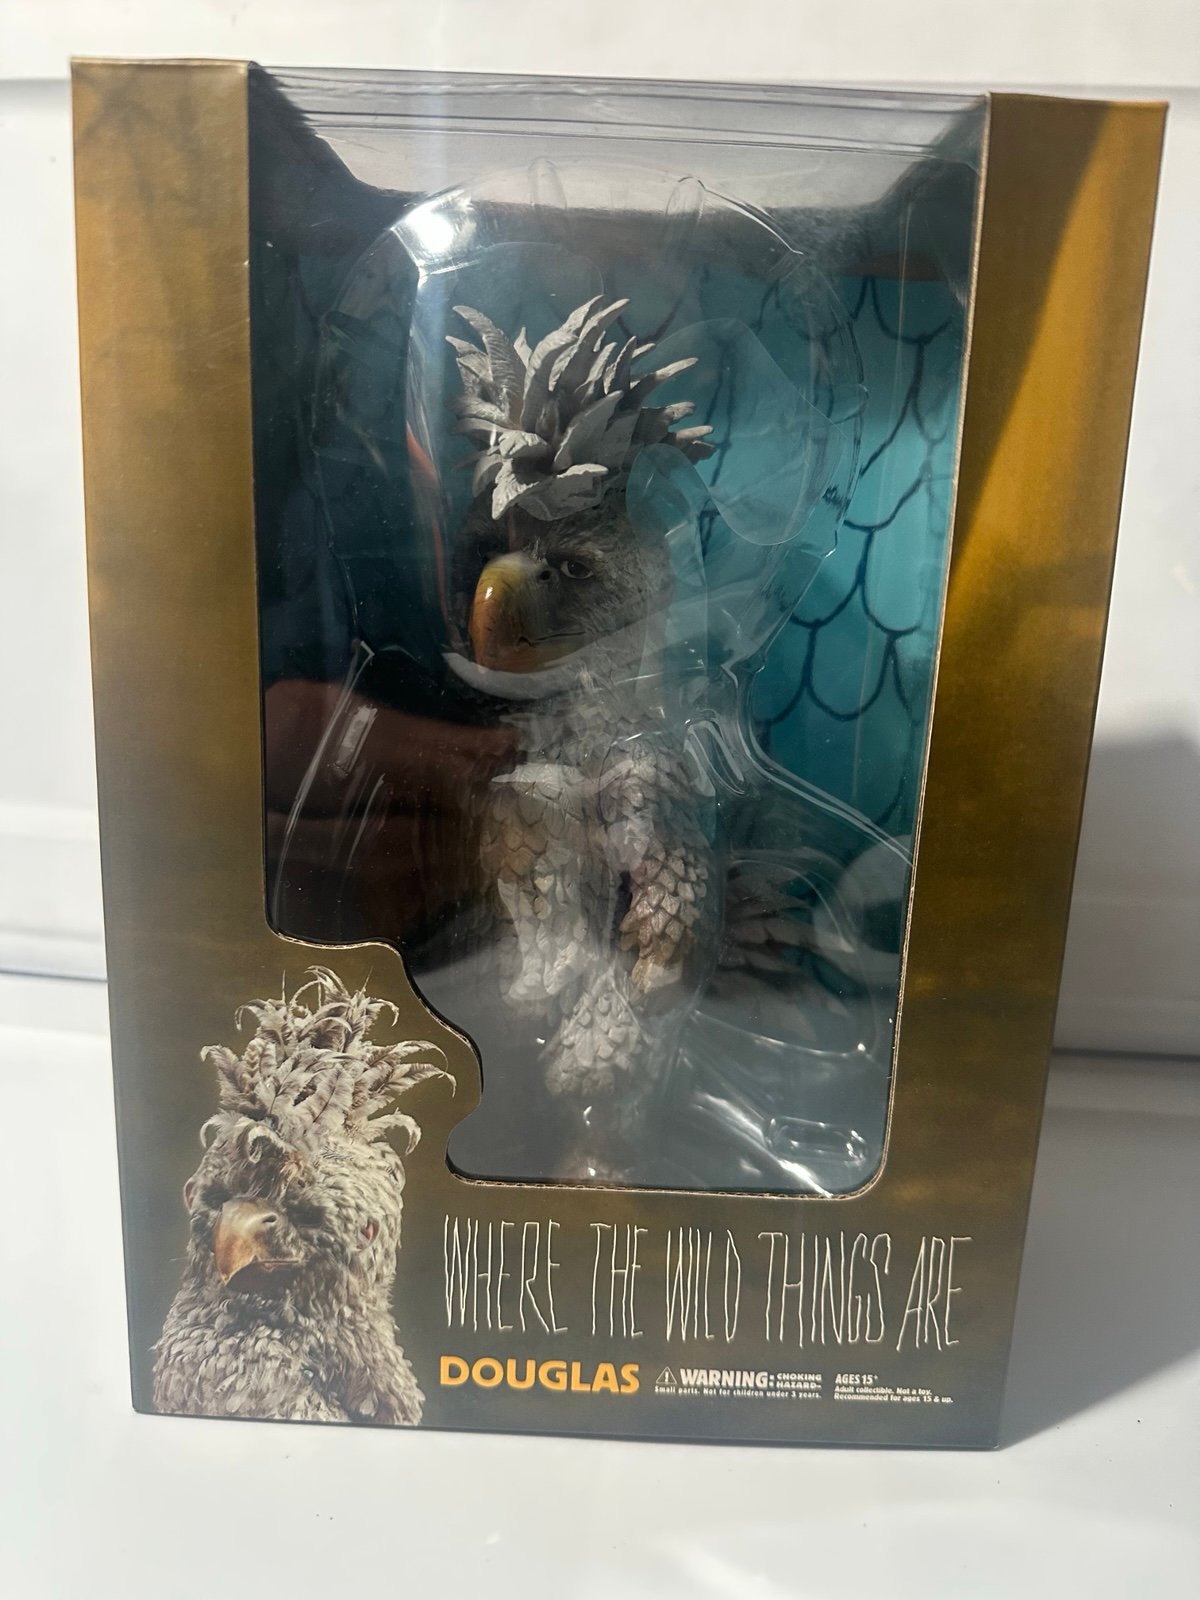 WHERE THE WILD THINGS ARE
DOUGLAS
WARNING: CHOKING HAZARD-
Small parts. Not for children under 3 years.
AGES 15+
Adult collectible. Not a toy.
Recommended for ages 15 & up.